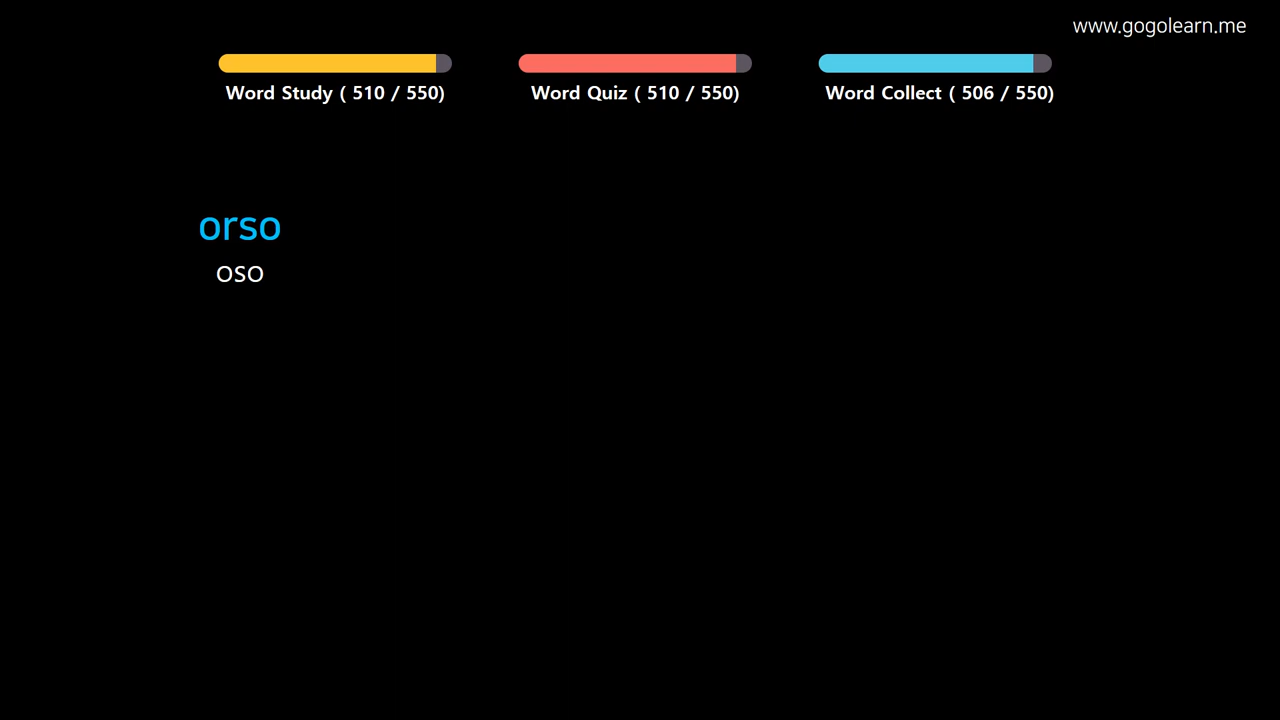 www.gogolearn.me
Word Study ( 510 / 550)
Word Quiz ( 510 / 550)
Word Collect ( 506 / 550)
orso
oso